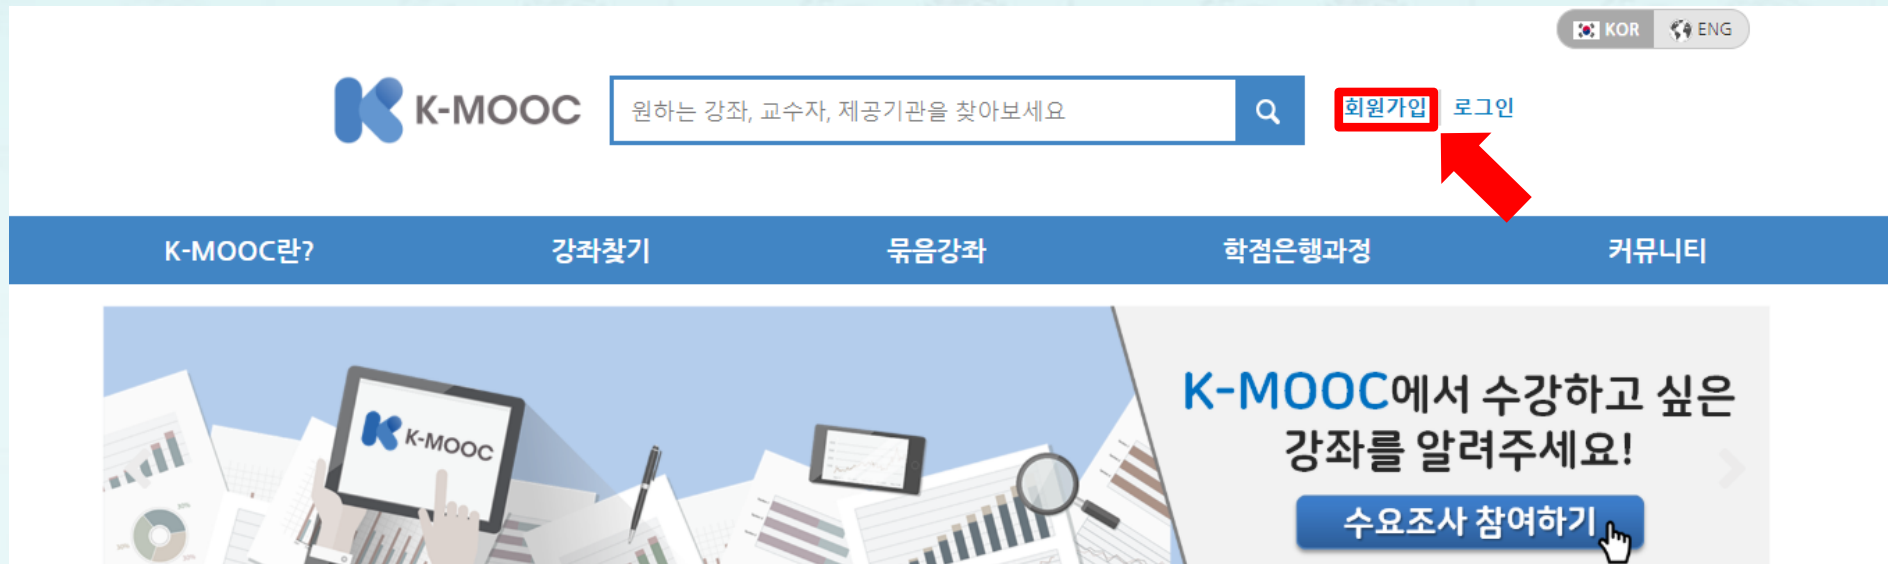 KOR ENG
K-MOOC
원하는 강좌, 교수자, 제공기관을 찾아보세요
회원가입 로그인
K-MOOC란? 강좌찾기 묶음강좌 학점은행과정 커뮤니티
K-MOOC
K-MOOC에서 수강하고 싶은
강좌를 알려주세요!
수요조사 참여하기